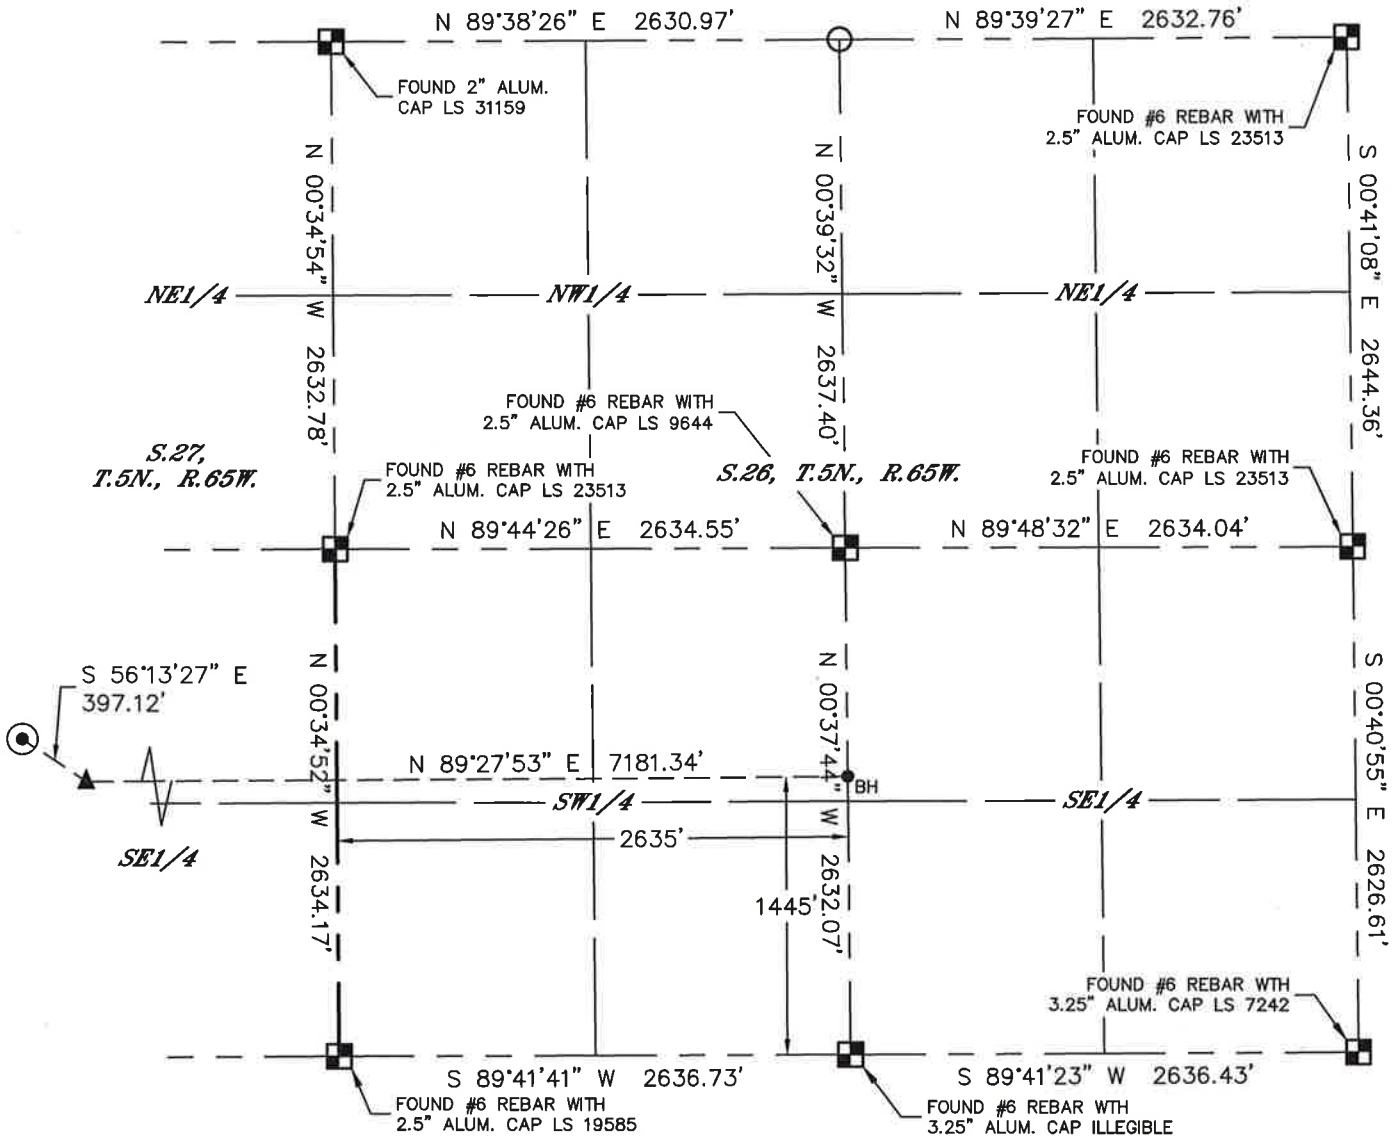 N 89°38'26" E 2630.97'
N 89°39'27" E 2632.76'
FOUND 2" ALUM.
CAP LS 31159
FOUND #6 REBAR WITH
2.5" ALUM. CAP LS 23513
N 00°34'54" W 2632.78'
N 00°39'32" W 2637.40'
S 00°41'08" E 2644.36'
NE1/4
NW1/4
NE1/4
FOUND #6 REBAR WITH
2.5" ALUM. CAP LS 9644
S.27,
T.5N., R.65W.
FOUND #6 REBAR WITH
2.5" ALUM. CAP LS 23513
S.26, T.5N., R.65W.
FOUND #6 REBAR WITH
2.5" ALUM. CAP LS 23513
N 89°44'26" E 2634.55'
N 89°48'32" E 2634.04'
S 56°13'27" E
397.12'
N 00°34'52" W 2634.17'
N 00°37'44" W 2632.07'
S 00°40'55" E 2626.61'
N 89°27'53" E 7181.34'
BH
SW1/4
SE1/4
SE1/4
2635'
1445'
FOUND #6 REBAR WTH
3.25" ALUM. CAP LS 7242
S 89°41'41" W 2636.73'
S 89°41'23" W 2636.43'
FOUND #6 REBAR WITH
2.5" ALUM. CAP LS 19585
FOUND #6 REBAR WTH
3.25" ALUM. CAP ILLEGIBLE